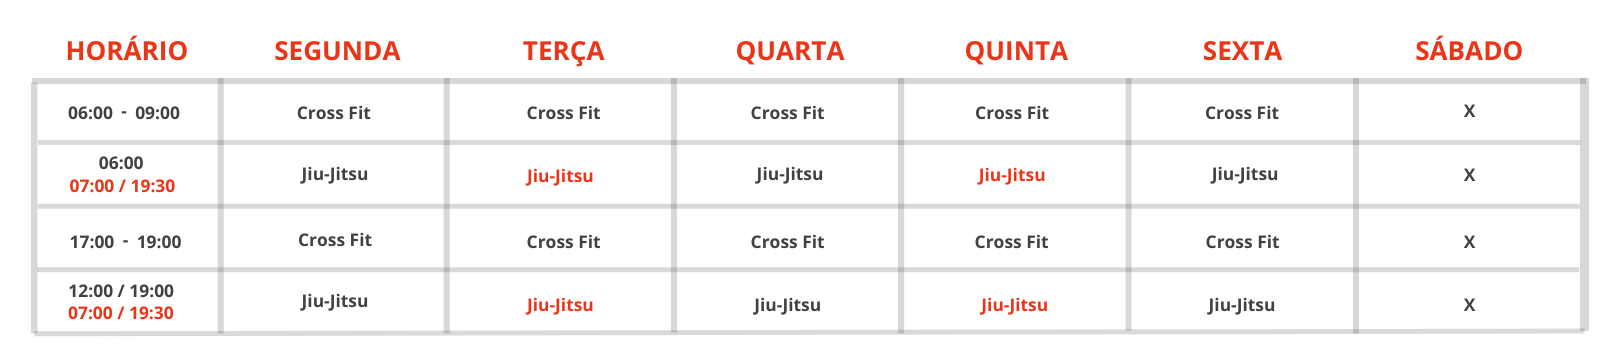 HORÁRIO SEGUNDA TERÇA QUARTA QUINTA SEXTA SÁBADO
06:00 - 09:00 Cross Fit Cross Fit Cross Fit Cross Fit Cross Fit X
06:00
07:00 / 19:30 Jiu-Jitsu Jiu-Jitsu Jiu-Jitsu Jiu-Jitsu Jiu-Jitsu X
17:00 - 19:00 Cross Fit Cross Fit Cross Fit Cross Fit Cross Fit X
12:00 / 19:00
07:00 / 19:30 Jiu-Jitsu Jiu-Jitsu Jiu-Jitsu Jiu-Jitsu Jiu-Jitsu X